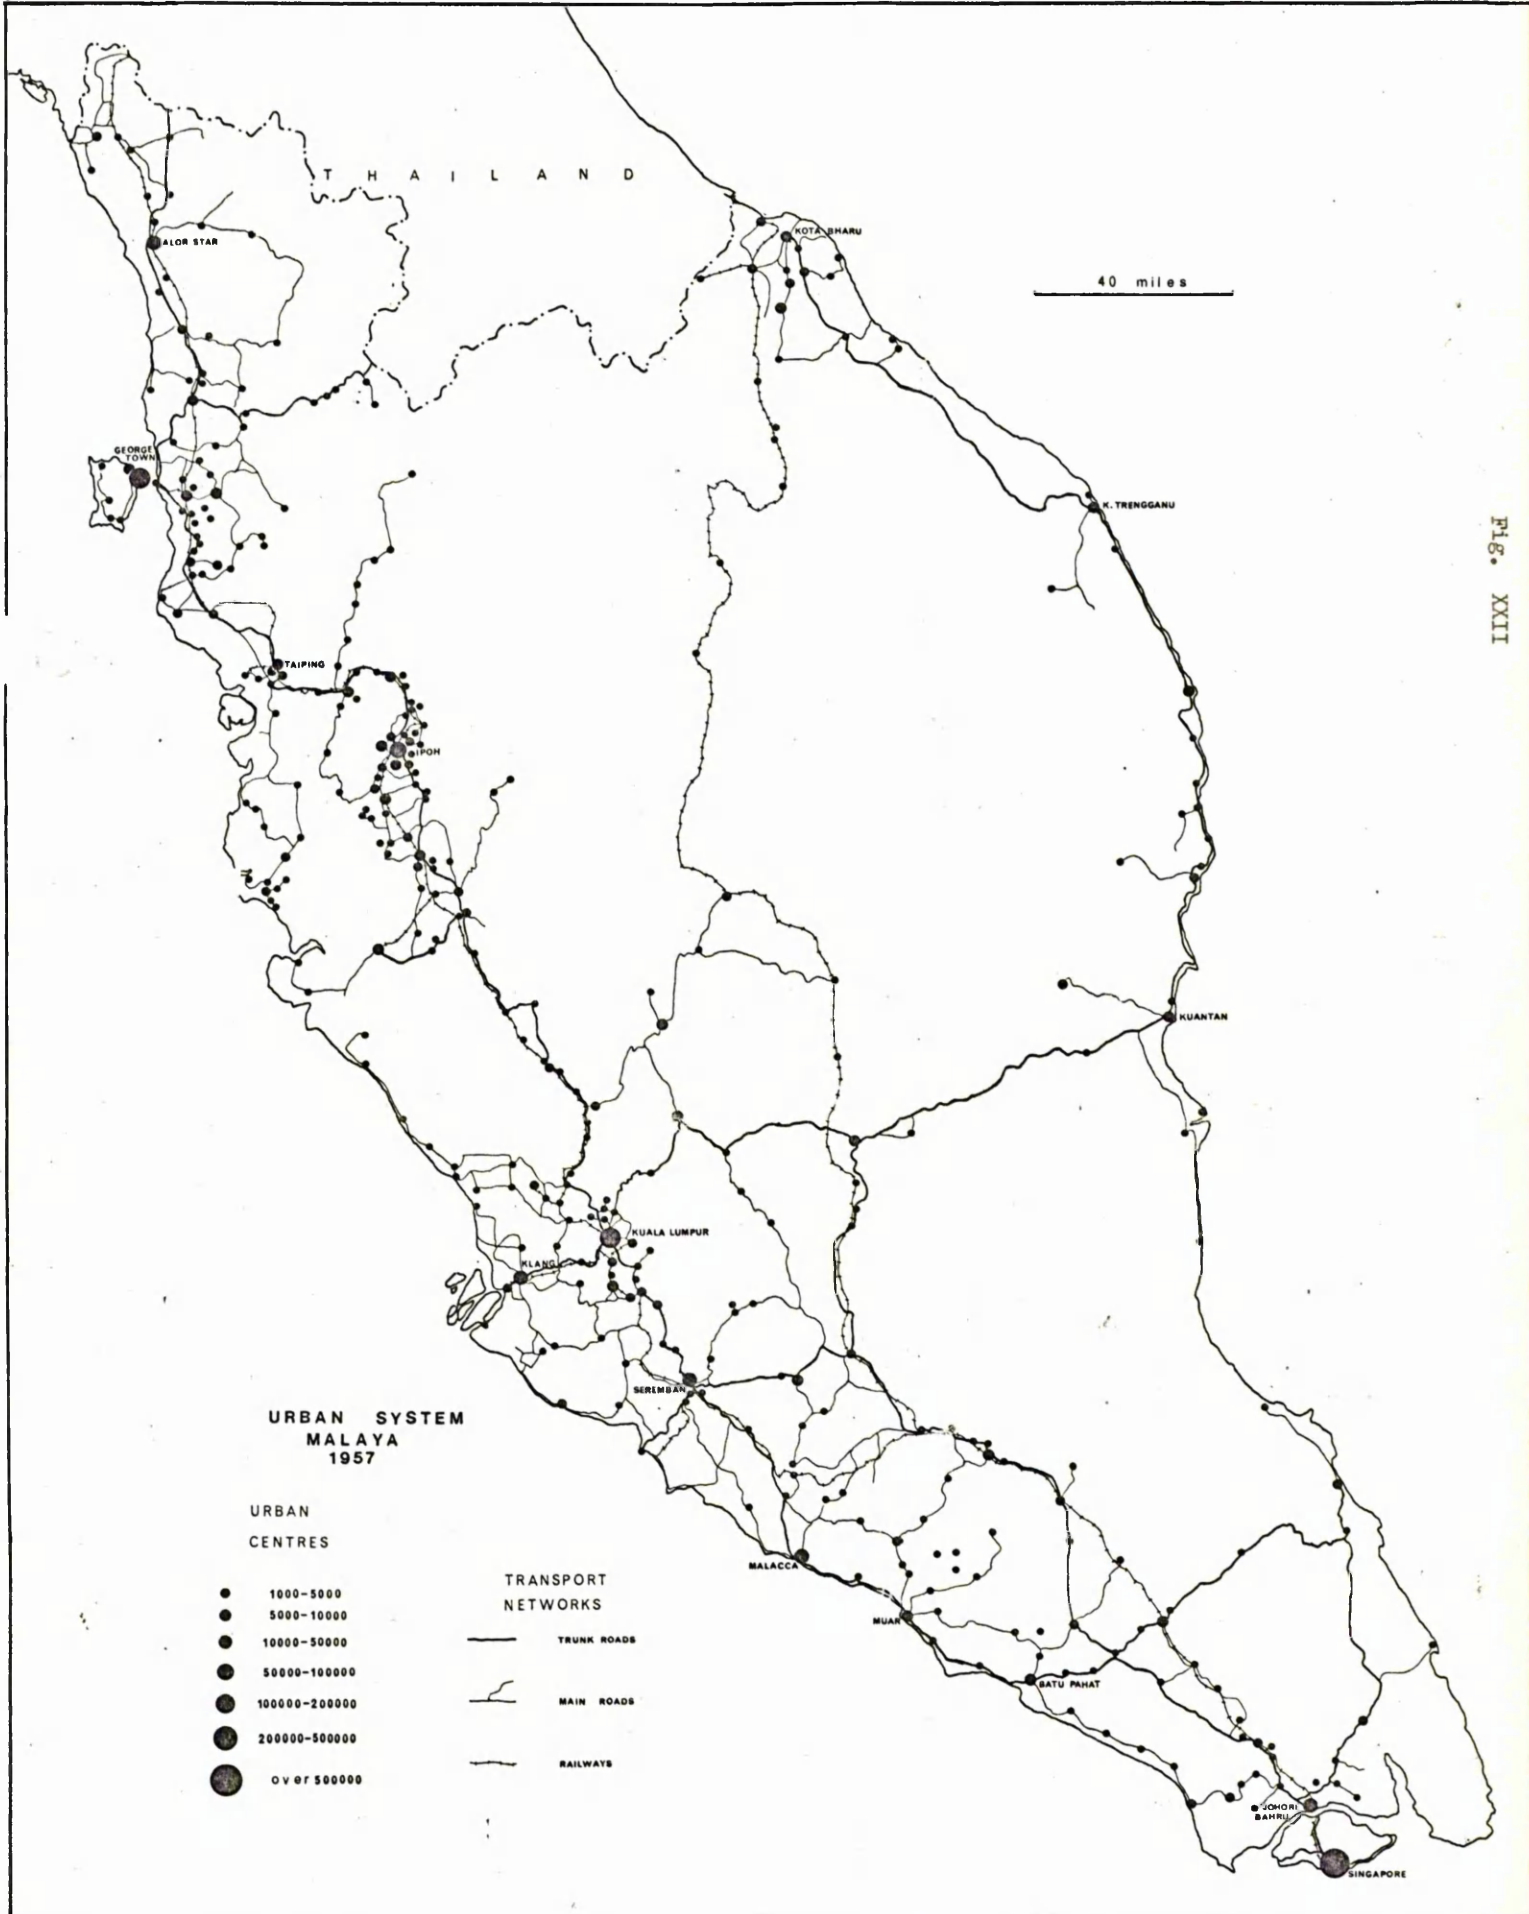 THAILAND
ALOR STAR
KOTA BHARU
40 miles
GEORGE
TOWN
K. TRENGGANU
Fig. XXII
TAIPING
IPOH
KUANTAN
KUALA LUMPUR
KLANG
SEREMBAN
URBAN SYSTEM
MALAYA
1957
URBAN
CENTRES
1000-5000
5000-10000
10000-50000
50000-100000
100000-200000
200000-500000
over 500000
TRANSPORT
NETWORKS
TRUNK ROADS
MAIN ROADS
RAILWAYS
MALACCA
MUAR
BATU PAHAT
JOHORE
BAHRU
SINGAPORE